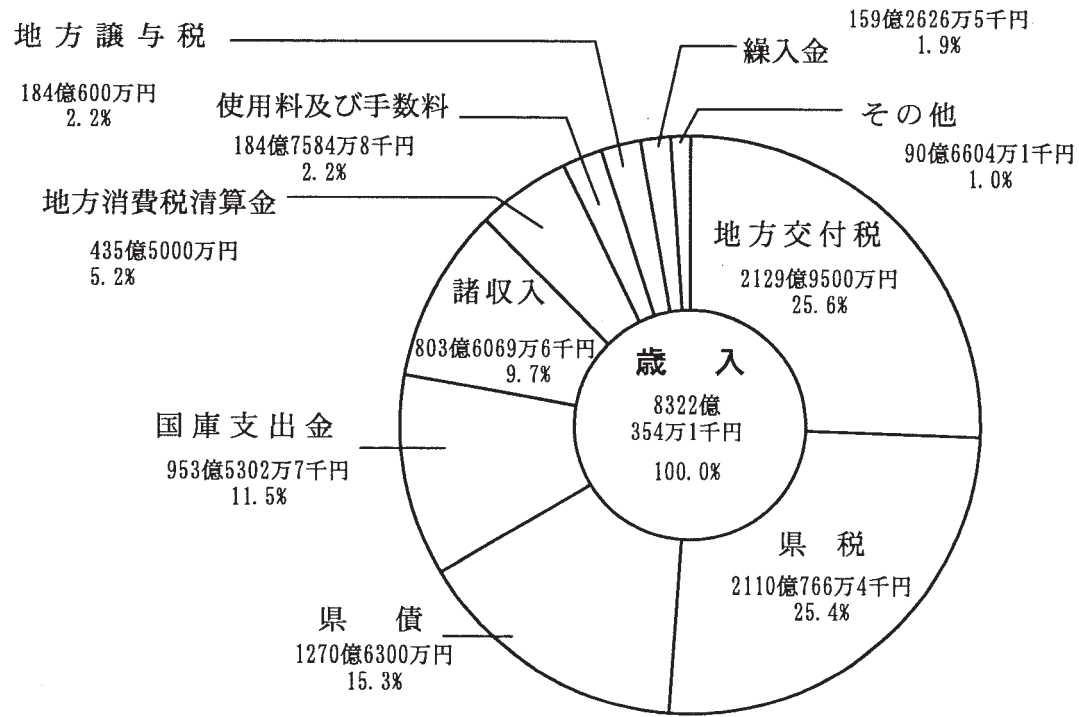 地方譲与税
184億600万円
2.2%
使用料及び手数料
184億7584万8千円
2.2%
地方消費税清算金
435億5000万円
5.2%
諸収入
803億6069万6千円
9.7%
国庫支出金
953億5302万7千円
11.5%
県債
1270億6300万円
15.3%
159億2626万5千円
1.9%
繰入金
その他
90億6604万1千円
1.0%
地方交付税
2129億9500万円
25.6%
歳入
8322億
354万1千円
100.0%
県税
2110億766万4千円
25.4%